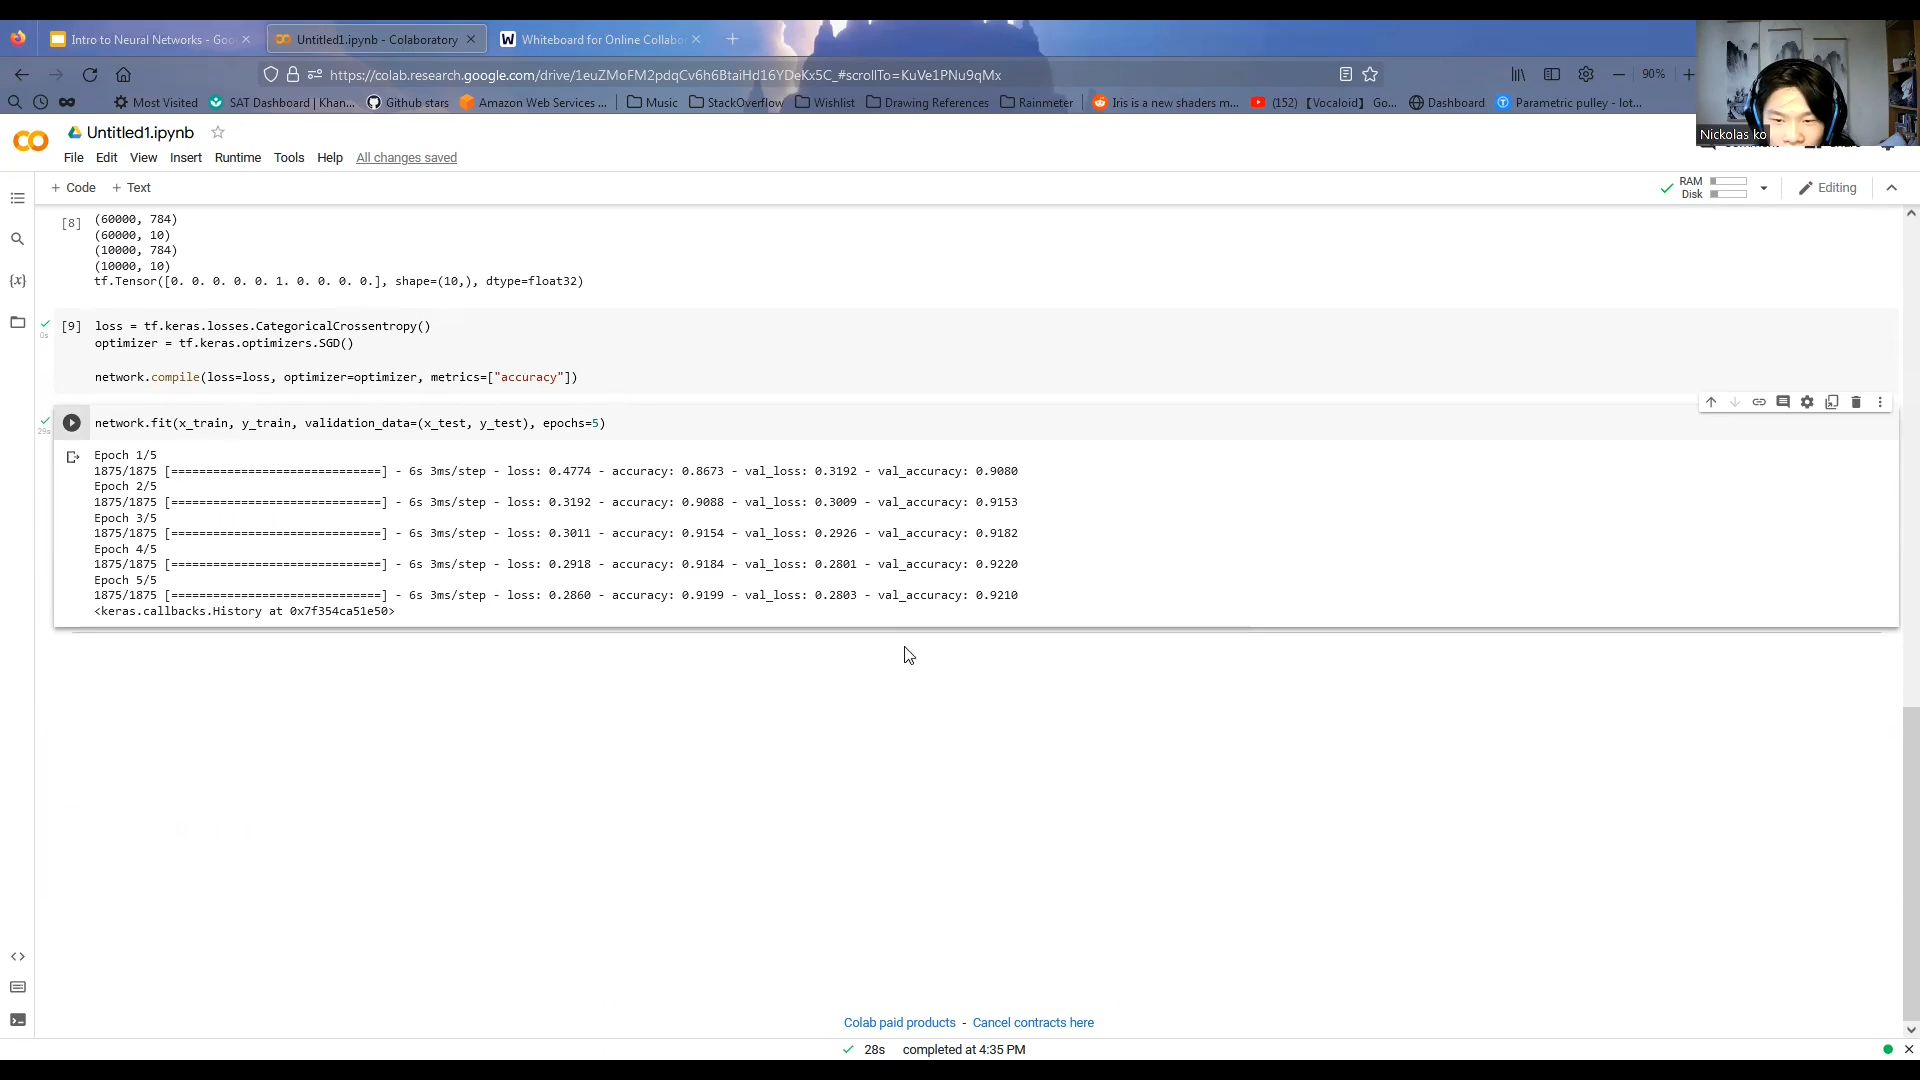 Intro to Neural Networks - Goo
Untitled1.ipynb - Colaboratory
Whiteboard for Online Collabo
https://colab.research.google.com/drive/1euZMoFM2pdqCv6h6BtaiHd16YDeKx5C_#scrollTo=KuVe1PNu9qMx
90%
Most Visited
SAT Dashboard | Khan...
Github stars
Amazon Web Services ...
Music
StackOverflow
Wishlist
Drawing References
Rainmeter
Iris is a new shaders m...
(152) 【Vocaloid】 Go...
Dashboard
Parametric pulley - lot...
Nickolas ko
CO
Untitled1.ipynb
File Edit View Insert Runtime Tools Help All changes saved
+ Code + Text
RAM
Disk
Editing
[8] (60000, 784)
(60000, 10)
(10000, 784)
(10000, 10)
tf.Tensor([0. 0. 0. 0. 0. 1. 0. 0. 0. 0.], shape=(10,), dtype=float32)
0s
[9] loss = tf.keras.losses.CategoricalCrossentropy()
optimizer = tf.keras.optimizers.SGD()
network.compile(loss=loss, optimizer=optimizer, metrics=["accuracy"])
29s
network.fit(x_train, y_train, validation_data=(x_test, y_test), epochs=5)
Epoch 1/5
1875/1875 [==============================] - 6s 3ms/step - loss: 0.4774 - accuracy: 0.8673 - val_loss: 0.3192 - val_accuracy: 0.9080
Epoch 2/5
1875/1875 [==============================] - 6s 3ms/step - loss: 0.3192 - accuracy: 0.9088 - val_loss: 0.3009 - val_accuracy: 0.9153
Epoch 3/5
1875/1875 [==============================] - 6s 3ms/step - loss: 0.3011 - accuracy: 0.9154 - val_loss: 0.2926 - val_accuracy: 0.9182
Epoch 4/5
1875/1875 [==============================] - 6s 3ms/step - loss: 0.2918 - accuracy: 0.9184 - val_loss: 0.2801 - val_accuracy: 0.9220
Epoch 5/5
1875/1875 [==============================] - 6s 3ms/step - loss: 0.2860 - accuracy: 0.9199 - val_loss: 0.2803 - val_accuracy: 0.9210
<keras.callbacks.History at 0x7f354ca51e50>
Colab paid products - Cancel contracts here
28s completed at 4:35 PM